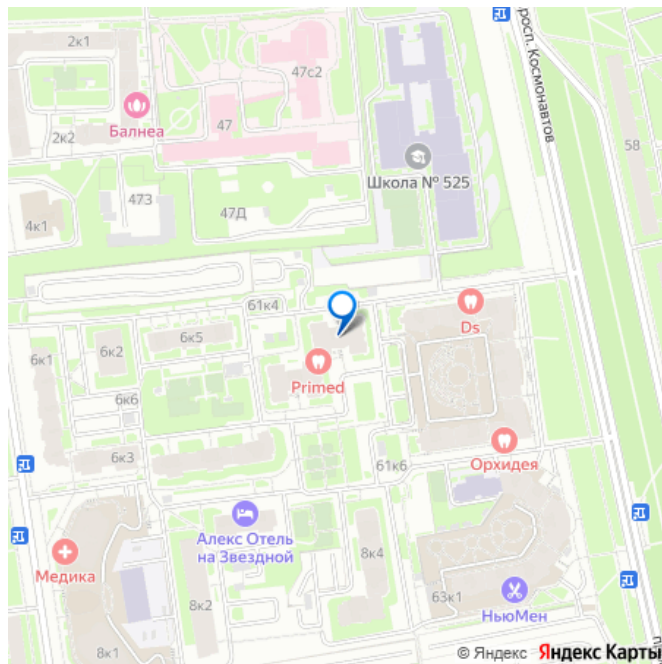 2к1
47с2
просп. Космонавтов
Балнеа
47
58
2к2
Школа № 525
473
47Д
4к1
61к4
Ds
6к5
6к2
6к1
Primed
6к6
6к3
61к6
Орхидея
Алекс Отель
на Звездной
8к4
Медика
8к2
63к1
НьюМен
8к1
© Яндекс Яндекс Карты